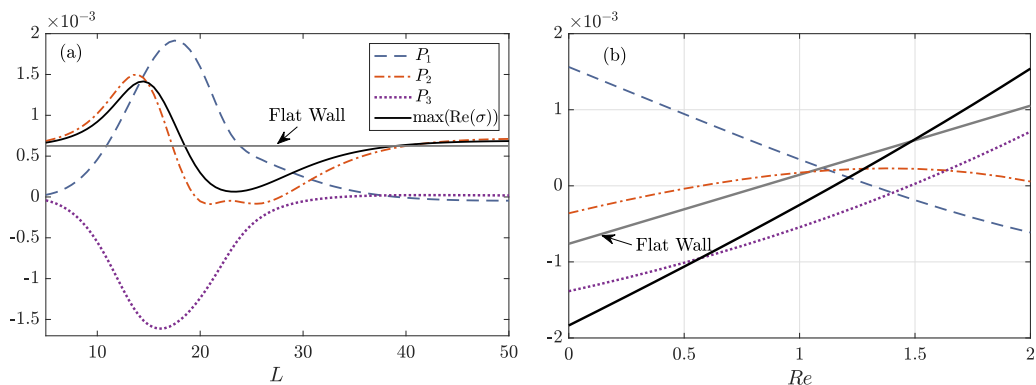 ×10⁻³
2
1.5
1
0.5
0
-0.5
-1
-1.5
(a)
Flat Wall
P₁
P₂
P₃
max(Re(σ))
10 20 30 40 50
L
×10⁻³
2
1
0
-1
-2
(b)
Flat Wall
0 0.5 1 1.5 2
Re